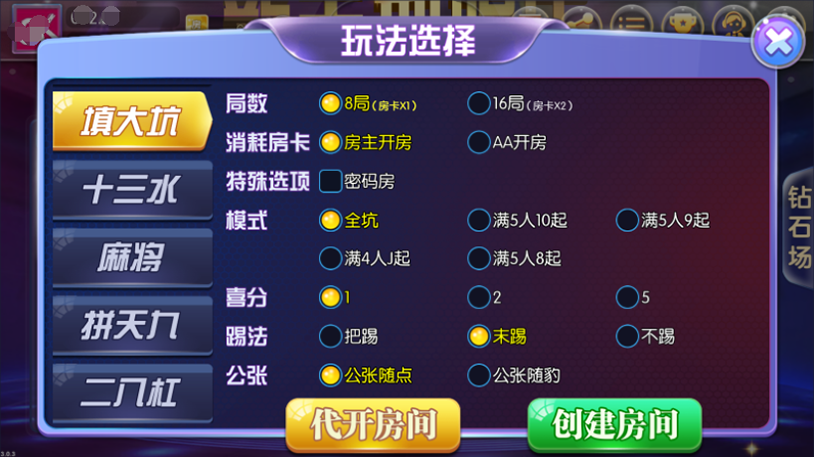 玩法选择
填大坑
十三水
麻将
拼天九
二八杠
局数 8局(房卡X1) 16局(房卡X2)
消耗房卡 房主开房 AA开房
特殊选项 密码房
模式 全坑 满5人10起 满5人9起
满4人J起 满5人8起
喜分 1 2 5
踢法 把踢 末踢 不踢
公张 公张随点 公张随豹
代开房间 创建房间
钻石场
3.0.3